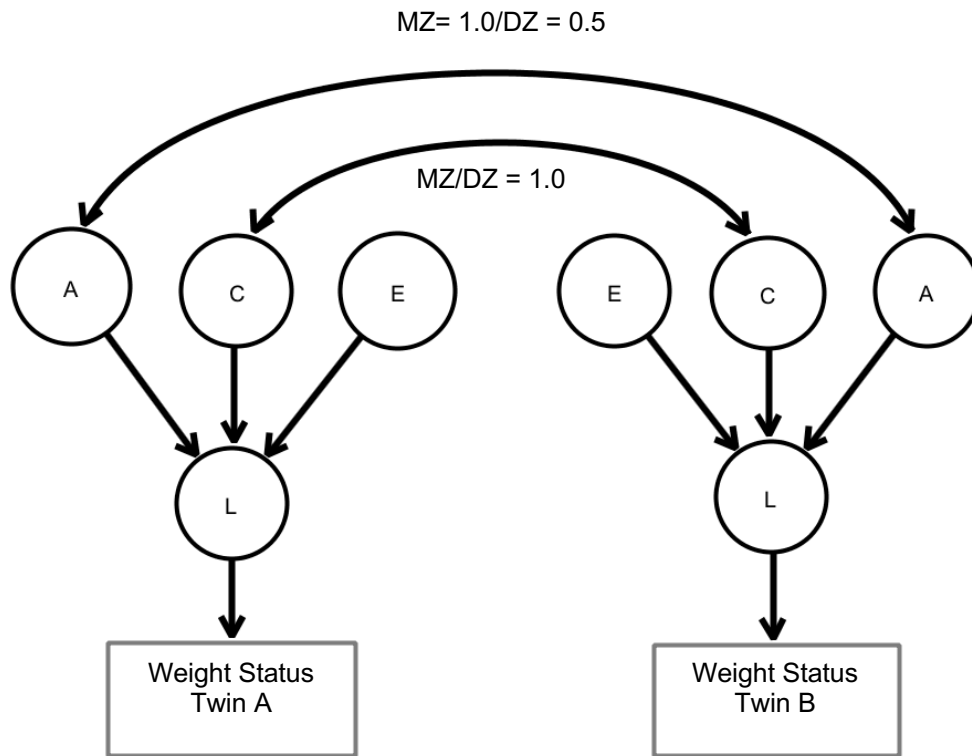 MZ= 1.0/DZ = 0.5
MZ/DZ = 1.0
A
C
E
E
C
A
L
L
Weight Status
Twin A
Weight Status
Twin B